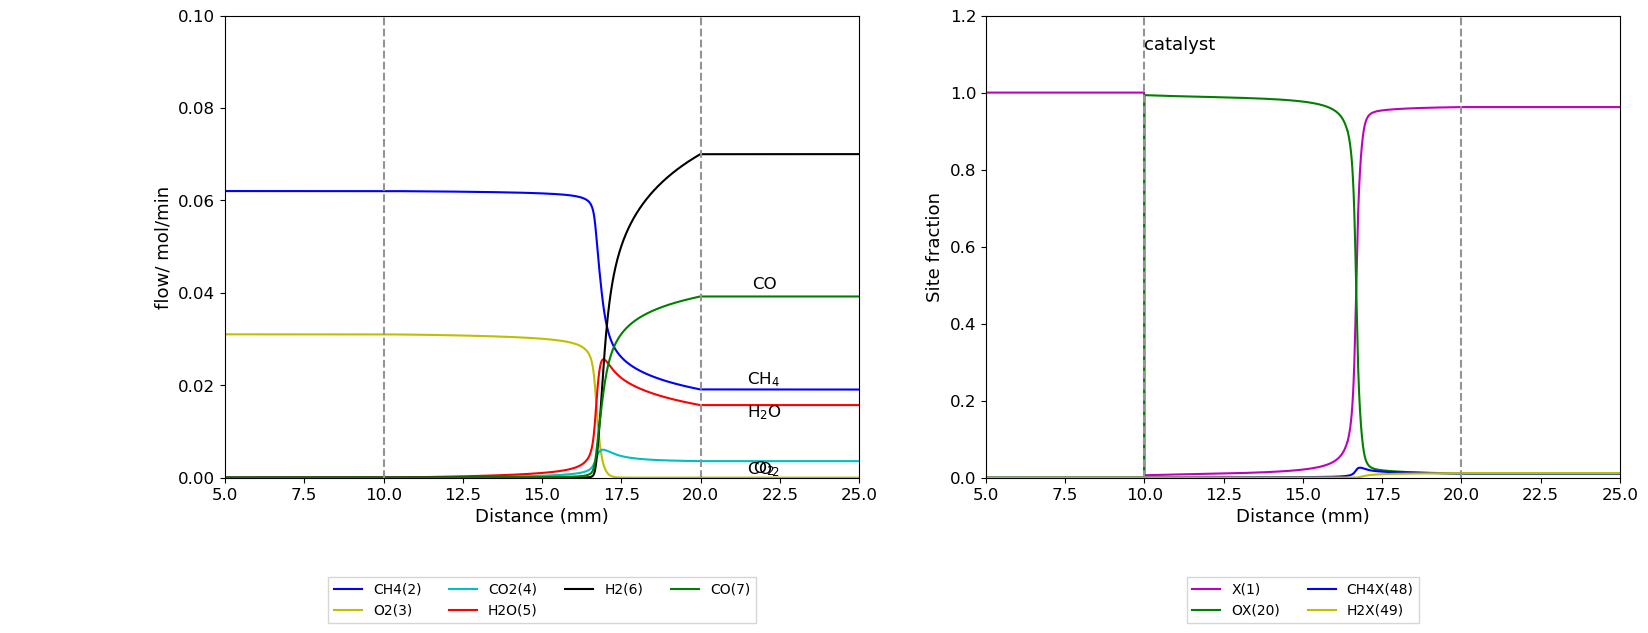 0.10
0.08
0.06
0.04
0.02
0.00
flow/ mol/min
CO
CH₄
H₂O
O₂
CO₂
5.0 7.5 10.0 12.5 15.0 17.5 20.0 22.5 25.0
Distance (mm)
CH4(2) CO2(4) H2(6) CO(7)
O2(3) H2O(5)
1.2
1.0
0.8
0.6
0.4
0.2
0.0
Site fraction
catalyst
5.0 7.5 10.0 12.5 15.0 17.5 20.0 22.5 25.0
Distance (mm)
X(1) CH4X(48)
OX(20) H2X(49)